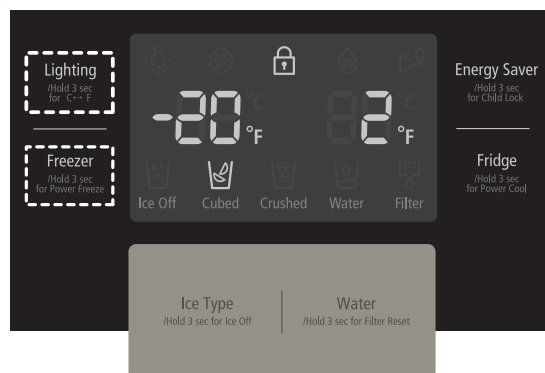 Lighting
/Hold 3 sec
for C↔ F
Freezer
/Hold 3 sec
for Power Freeze
-20 °F
2 °F
°C
°C
Ice Off Cubed Crushed Water Filter
Energy Saver
/Hold 3 sec
for Child Lock
Fridge
/Hold 3 sec
for Power Cool
Ice Type
/Hold 3 sec for Ice Off
Water
/Hold 3 sec for Filter Reset